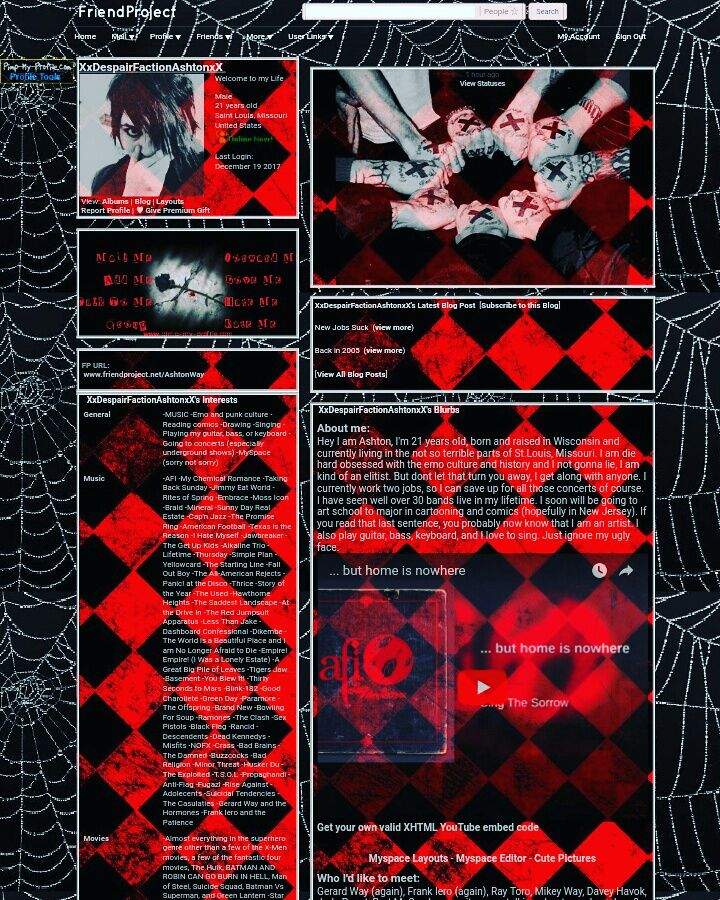 FriendProject
People ☆
Search
Home Mail ▼ Profile ▼ Friends ▼ More ▼ User Links ▼ My Account Sign Out
Pimp-My-Profile.com
Profile Tools
XxDespairFactionAshtonxX
Welcome to my Life
Male
21 years old
Saint Louis, Missouri
United States
Online Now!
Last Login:
December 19 2017
View: Albums | Blog | Layouts
Report Profile | ♥ Give Premium Gift
1 hour ago
View Statuses
Mail Me Forward M
Add Me
Talk To Me
Group
www.pimp-my-profile.com
FP URL:
www.friendproject.net/AshtonWay
XxDespairFactionAshtonxX's Latest Blog Post [Subscribe to this Blog]
New Jobs Suck (view more)
Back in 2005 (view more)
[View All Blog Posts]
XxDespairFactionAshtonxX's Interests
General
-MUSIC -Emo and punk culture -
Reading comics -Drawing -Singing -
Playing my guitar, bass, or keyboard -
Going to concerts (especially
underground shows) -MySpace
(sorry not sorry)
Music
-AFI -My Chemical Romance -Taking
Back Sunday -Jimmy Eat World -
Rites of Spring -Embrace -Moss Icon
-Braid -Mineral -Sunny Day Real
Estate -Cap'n Jazz -The Promise
Ring -American Football -Texas is the
Reason -I Hate Myself -Jawbreaker -
The Get Up Kids -Alkaline Trio -
Lifetime -Thursday -Simple Plan -
Yellowcard -The Starting Line -Fall
Out Boy -The All-American Rejects -
Panic! at the Disco -Thrice -Story of
the Year -The Used -Hawthorne
Heights -The Saddest Landscape -At
the Drive In -The Red Jumpsuit
Apparatus -Less Than Jake -
Dashboard Confessional -Dikembe -
The World is a Beautiful Place and I
am No Longer Afraid to Die -Empire!
Empire! (I Was a Lonely Estate) -A
Great Big Pile of Leaves -Tigers Jaw
-Basement -You Blew It! -Thirty
Seconds to Mars -Blink-182 -Good
Charlotte -Green Day -Paramore -
The Offspring -Brand New -Bowling
For Soup -Ramones -The Clash -Sex
Pistols -Black Flag -Rancid -
Descendents -Dead Kennedys -
Misfits -NOFX -Crass -Bad Brains -
The Damned -Buzzcocks -Bad
Religion -Minor Threat -Husker Du -
The Exploited -T.S.O.L -Propagandhi -
Anti-Flag -Fugazi -Rise Against -
Adolecents -Suicidal Tendencies -
The Casualties -Gerard Way and the
Hormones -Frank Iero and the
Patience
Movies
-Almost everything in the superhero
genre other than a few of the X-Men
movies, a few of the fantastic four
movies, The Hulk, BATMAN AND
ROBIN CAN GO BURN IN HELL, Man
of Steel, Suicide Squad, Batman Vs
Superman, and Green Lantern -Star
XxDespairFactionAshtonxX's Blurbs
About me:
Hey I am Ashton, I'm 21 years old, born and raised in Wisconsin and
currently living in the not so terrible parts of St.Louis, Missouri. I am die
hard obsessed with the emo culture and history and I not gonna lie, I am
kind of an elitist. But dont let that turn you away, I get along with anyone. I
currently work two jobs, so I can save up for all those concerts of course.
I have seen well over 30 bands live in my lifetime. I soon will be going to
art school to major in cartooning and comics (hopefully in New Jersey). If
you read that last sentence, you probably now know that I am an artist. I
also play guitar, bass, keyboard, and I love to sing. Just ignore my ugly
face.
... but home is nowhere
afi
... but home is nowhere
Sing The Sorrow
Get your own valid XHTML YouTube embed code
Myspace Layouts - Myspace Editor - Cute Pictures
Who I'd like to meet:
Gerard Way (again), Frank Iero (again), Ray Toro, Mikey Way, Davey Havok,